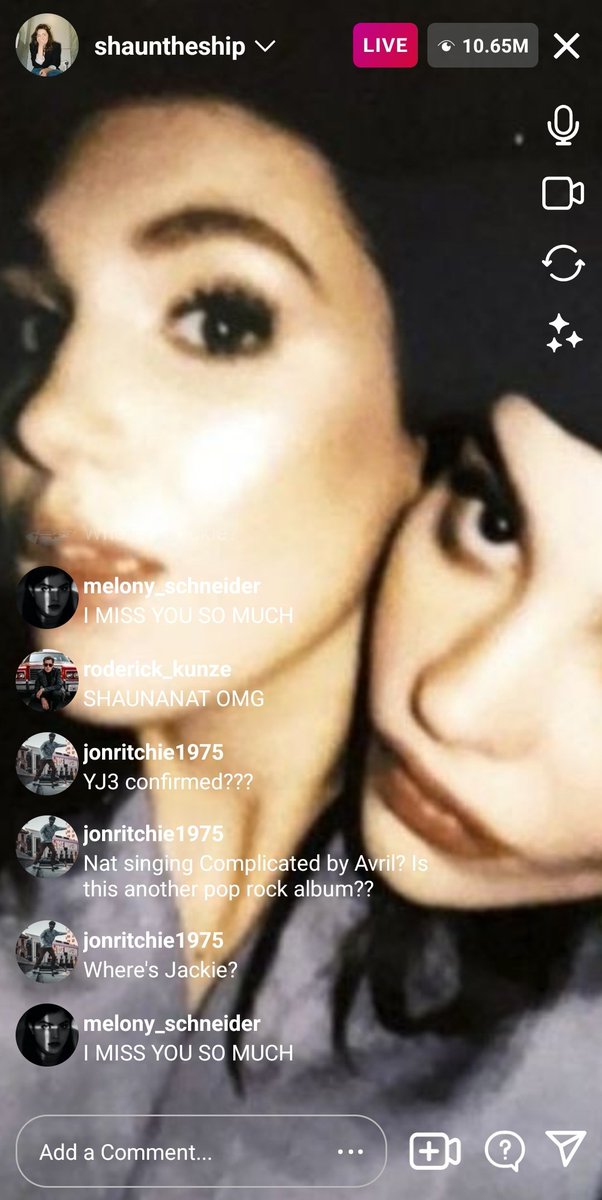 shauntheship
LIVE
10.65M
melony_schneider
I MISS YOU SO MUCH
roderick_kunze
SHAUNANAT OMG
jonritchie1975
YJ3 confirmed???
jonritchie1975
Nat singing Complicated by Avril? Is
this another pop rock album??
jonritchie1975
Where's Jackie?
melony_schneider
I MISS YOU SO MUCH
Add a Comment...